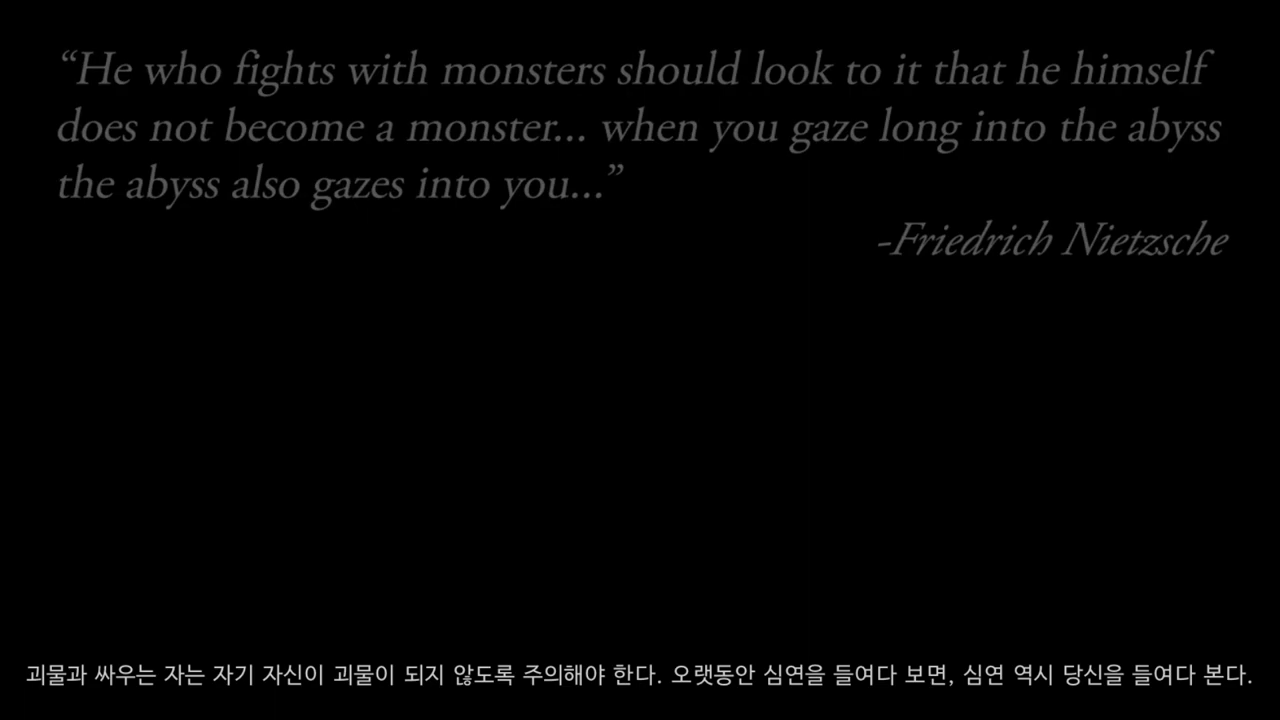 “He who fights with monsters should look to it that he himself
does not become a monster... when you gaze long into the abyss
the abyss also gazes into you...”
-Friedrich Nietzsche
괴물과 싸우는 자는 자기 자신이 괴물이 되지 않도록 주의해야 한다. 오랫동안 심연을 들여다 보면, 심연 역시 당신을 들여다 본다.